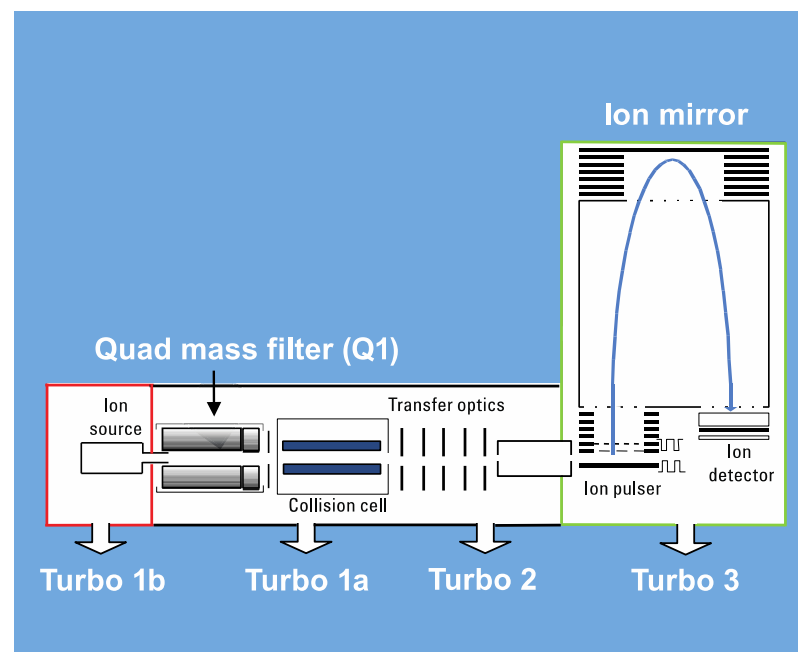 Ion mirror
Quad mass filter (Q1)
Ion
source
Transfer optics
Collision cell
Ion pulser
Ion
detector
Turbo 1b
Turbo 1a
Turbo 2
Turbo 3